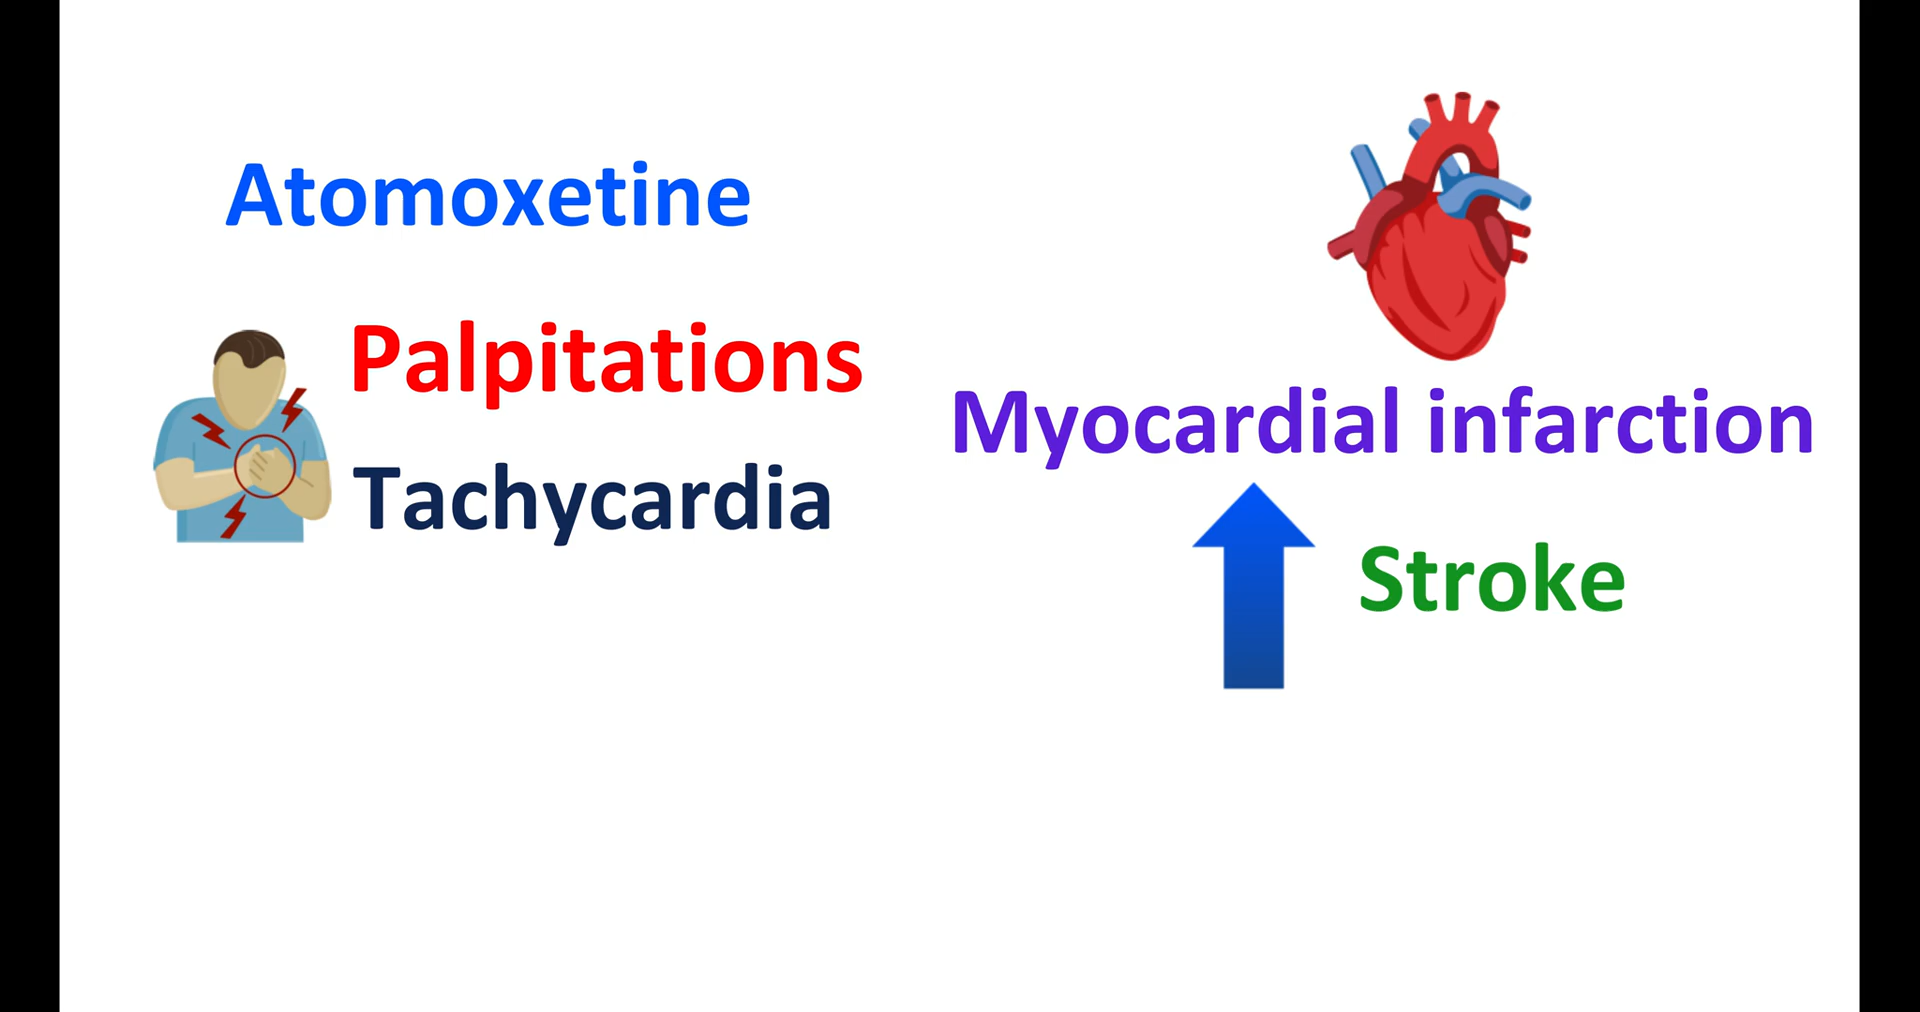 Atomoxetine
Palpitations
Tachycardia
Myocardial infarction
Stroke